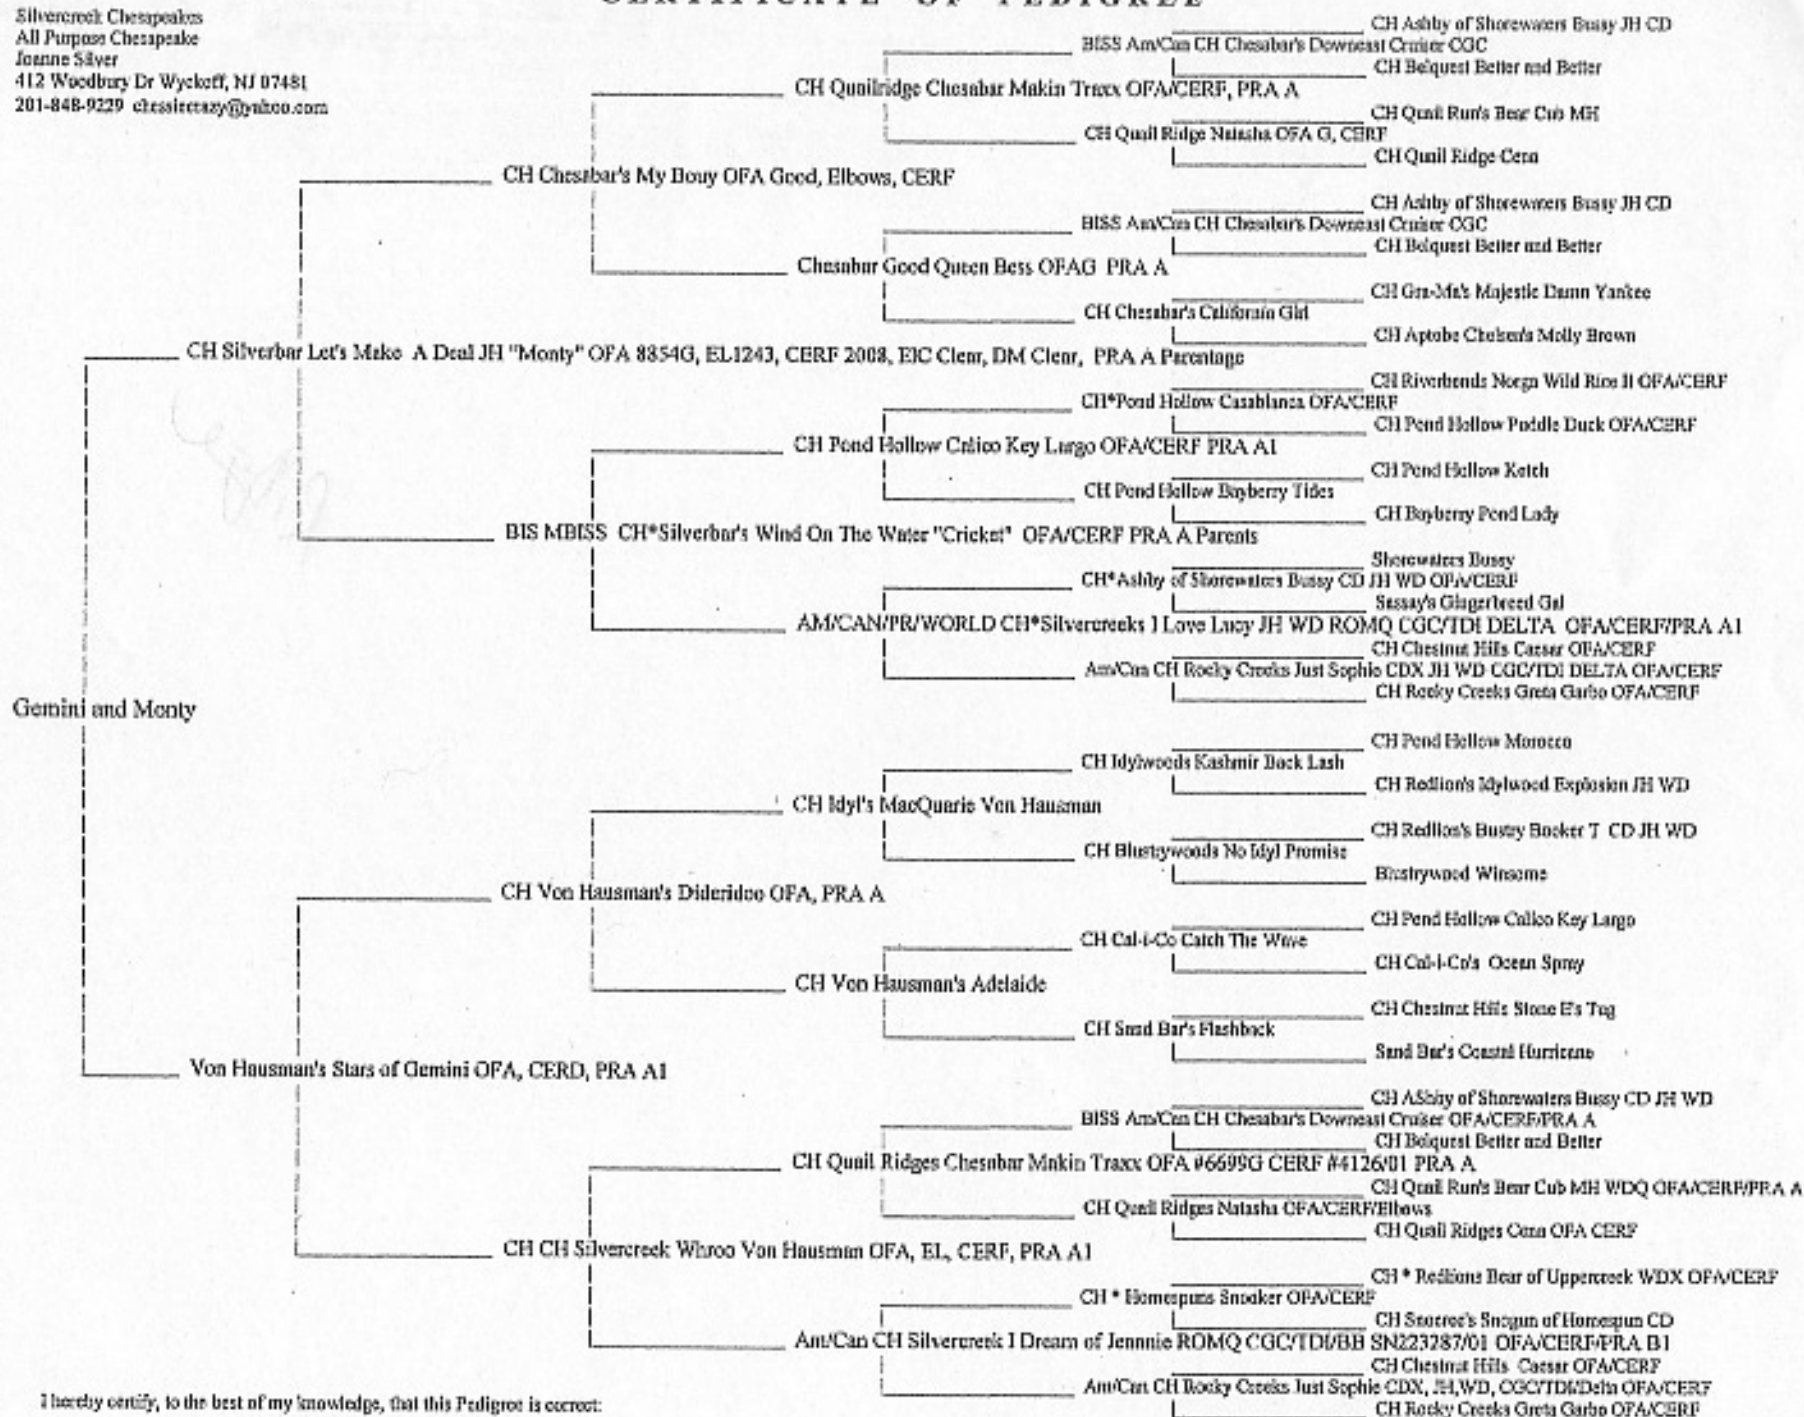 CERTIFICATE OF PEDIGREE
Silvercreek Chesapeakes
All Purpose Chesapeake
Joanne Silver
412 Woodbury Dr Wyckoff, NJ 07481
201-848-9229 chessiecrazy@yahoo.com
CH Ashby of Shorewaters Bussy JH CD
BISS Am/Can CH Chesabar's Downeast Cruiser CGC
CH Belquest Better and Better
CH Quailridge Chesabar Makin Traxx OFA/CERF, PRA A
CH Quail Run's Bear Cub MH
CH Quail Ridge Natasha OFA G, CERF
CH Quail Ridge Cena
CH Chesabar's My Bouy OFA Good, Elbows, CERF
CH Ashby of Shorewaters Bussy JH CD
BISS Am/Can CH Chesabar's Downeast Cruiser CGC
CH Belquest Better and Better
Chesabar Good Queen Bess OFAG PRA A
CH Gra-Ma's Majestic Damn Yankee
CH Chesabar's California Girl
CH Aptobe Molly Brown
CH Silverbar Let's Make A Deal JH "Monty" OFA 8854G, EL1243, CERF 2008, EIC Clear, DM Clear, PRA A Parentage
CH Riverbends Norga Wild Rice II OFA/CERF
CH*Pond Hollow Casablanca OFA/CERF
CH Pond Hollow Puddle Duck OFA/CERF
CH Pond Hollow Calico Key Largo OFA/CERF PRA A1
CH Pond Hollow Ketch
CH Pond Hollow Bayberry Tides
CH Bayberry Pond Lady
BIS MBISS CH*Silverbar's Wind On The Water "Cricket" OFA/CERF PRA A Parents
Shorewaters Bussy
CH*Ashby of Shorewaters Bussy CD JH WD OFA/CERF
Sassay's Gingerbreed Gal
AM/CAN/PR/WORLD CH*Silvercreeks I Love Lucy JH WD ROMQ CGC/TDI DELTA OFA/CERF/PRA A1
CH Chestnut Hills Caesar OFA/CERF
Am/Can CH Rocky Creeks Just Sophie CDX JH WD CGC/TDI DELTA OFA/CERF
CH Rocky Creeks Greta Garbo OFA/CERF
Gemini and Monty
CH Pond Hollow Morocco
CH Idylwoods Kashmir Back Lash
CH Redlion's Idylwood Explosion JH WD
CH Idyl's MacQuarie Von Hausman
CH Redlion's Bustry Booker T CD JH WD
CH Blustrywoods No Idyl Promise
Blustrywood Winsome
CH Von Hausman's Dideridoo OFA, PRA A
CH Pond Hollow Calico Key Largo
CH Cal-i-Co Catch The Wave
CH Cal-i-Co's Ocean Spray
CH Von Hausman's Adelaide
CH Chestnut Hills Stone E's Tug
CH Sand Bar's Flashback
Sand Bar's Coastal Hurricane
Von Hausman's Stars of Gemini OFA, CERD, PRA A1
CH AShby of Shorewaters Bussy CD JH WD
BISS Am/Can CH Chesabar's Downeast Cruiser OFA/CERF/PRA A
CH Belquest Better and Better
CH Quail Ridges Chesabar Makin Traxx OFA #6699G CERF #4126/01 PRA A
CH Quail Run's Bear Cub MH WDQ OFA/CERF/PRA A
CH Quail Ridges Natasha OFA/CERF/Elbows
CH Quail Ridges Cena OFA CERF
CH CH Silvercreek Whroo Von Hausman OFA, EL, CERF, PRA A1
CH * Redlions Bear of Uppercreek WDX OFA/CERF
CH * Homespuns Snooker OFA/CERF
CH Snogun of Homespun CD
Am/Can CH Silvercreek I Dream of Jennnie ROMQ CGC/TDI/BH SN223287/01 OFA/CERF/PRA B1
CH Chestnut Hills Caesar OFA/CERF
Am/Can CH Rocky Creeks Just Sophie CDX, JH,WD, CGC/TDI/Delta OFA/CERF
CH Rocky Creeks Greta Garbo OFA/CERF
I hereby certify, to the best of my knowledge, that this Pedigree is correct: